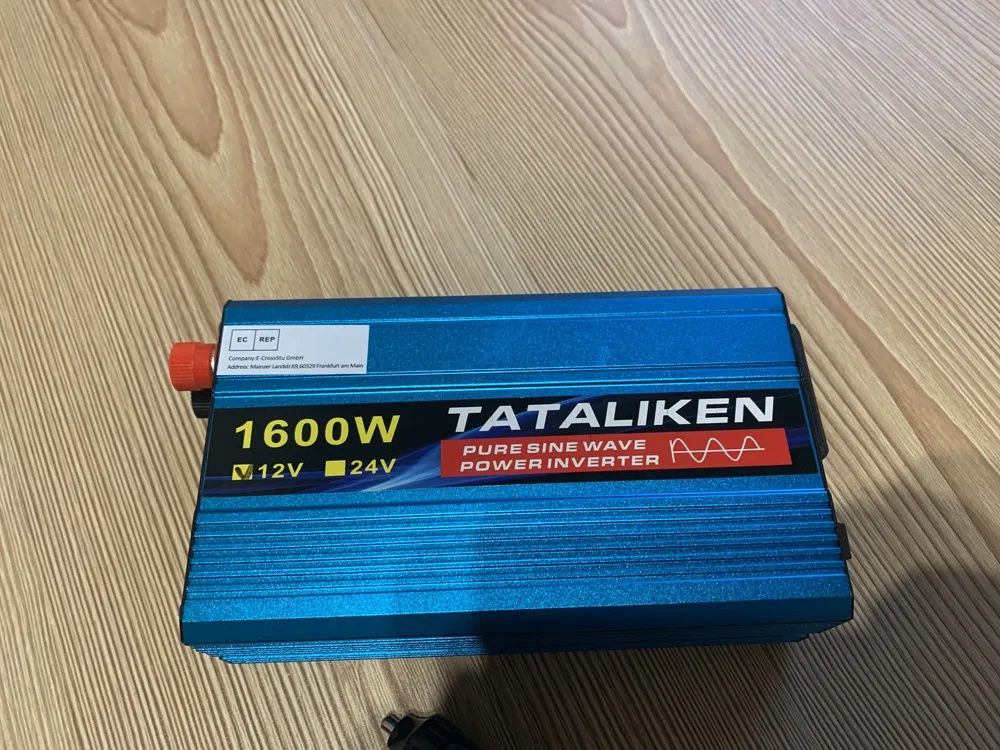 EC REP
Company:E-CrossStu GmbH
Address: Mainzer Landstr.69,60329 Frankfurt am Main
1600W
12V 24V
TATALIKEN
PURE SINE WAVE
POWER INVERTER